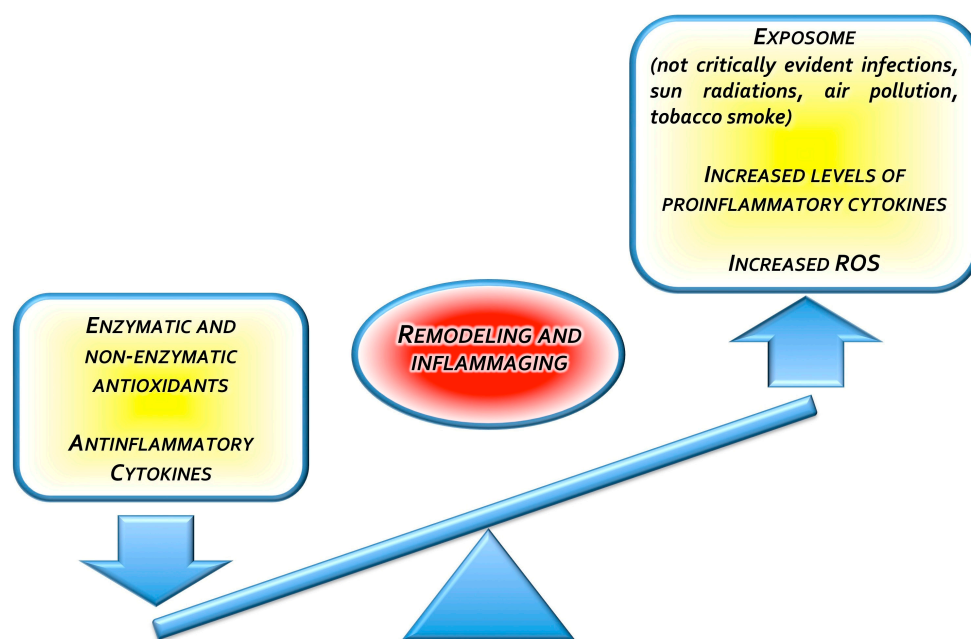 EXPOSOME
(not critically evident infections,
sun radiations, air pollution,
tobacco smoke)
INCREASED LEVELS OF
PROINFLAMMATORY CYTOKINES
INCREASED ROS
ENZYMATIC AND
NON-ENZYMATIC
ANTIOXIDANTS
ANTINFLAMMATORY
CYTOKINES
REMODELING AND
INFLAMMAGING